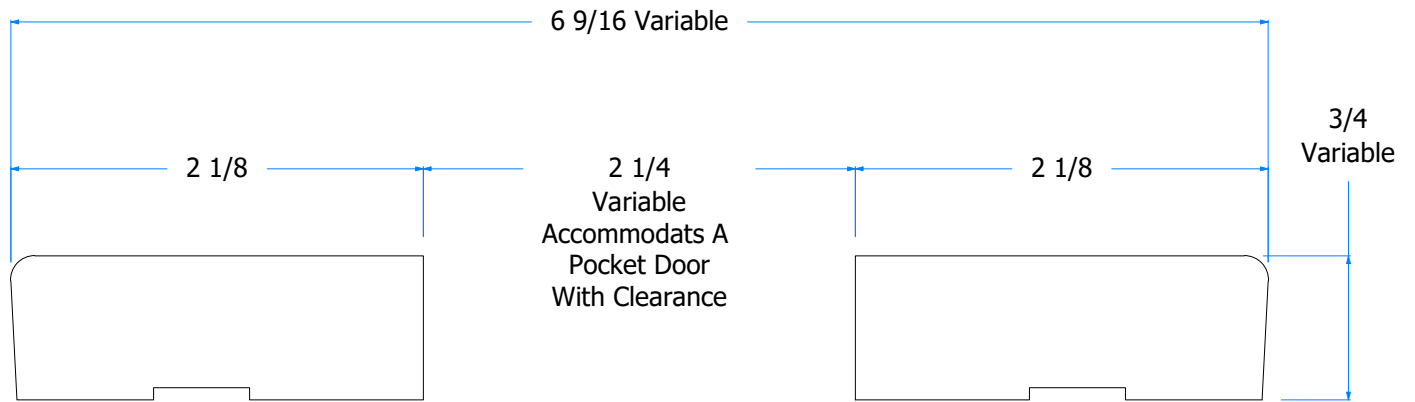 6 9/16 Variable
3/4
Variable
2 1/8
2 1/4
Variable
Accommodats A
Pocket Door
With Clearance
2 1/8